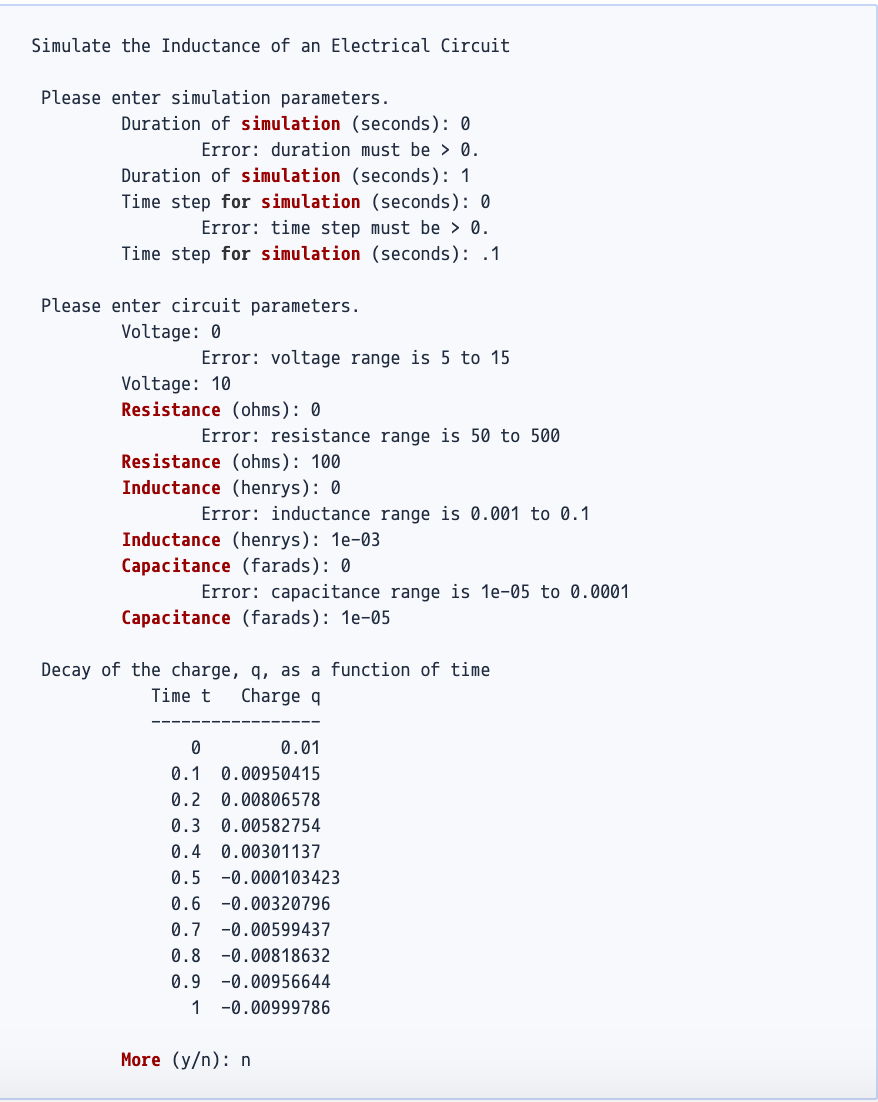 Simulate the Inductance of an Electrical Circuit
Please enter simulation parameters.
Duration of simulation (seconds): 0
Error: duration must be > 0.
Duration of simulation (seconds): 1
Time step for simulation (seconds): 0
Error: time step must be > 0.
Time step for simulation (seconds): .1
Please enter circuit parameters.
Voltage: 0
Error: voltage range is 5 to 15
Voltage: 10
Resistance (ohms): 0
Error: resistance range is 50 to 500
Resistance (ohms): 100
Inductance (henrys): 0
Error: inductance range is 0.001 to 0.1
Inductance (henrys): 1e-03
Capacitance (farads): 0
Error: capacitance range is 1e-05 to 0.0001
Capacitance (farads): 1e-05
Decay of the charge, q, as a function of time
Time t Charge q
-----------------
0 0.01
0.1 0.00950415
0.2 0.00806578
0.3 0.00582754
0.4 0.00301137
0.5 -0.000103423
0.6 -0.00320796
0.7 -0.00599437
0.8 -0.00818632
0.9 -0.00956644
1 -0.00999786
More (y/n): n